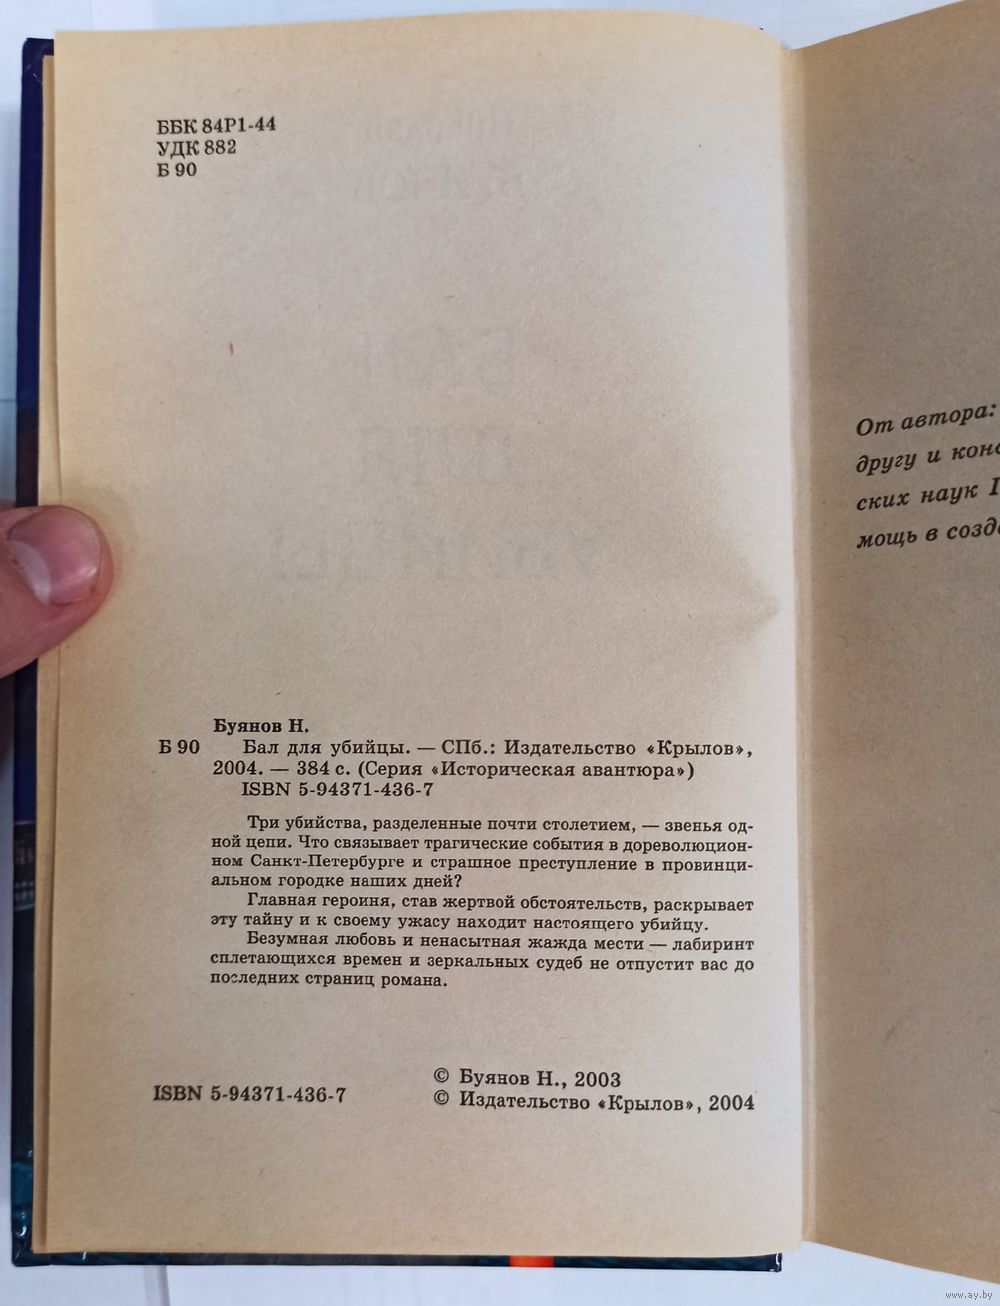 ББК 84Р1-44
УДК 882
Б 90
Буянов Н.
Б 90 Бал для убийцы. — СПб.: Издательство «Крылов»,
2004. — 384 с. (Серия «Историческая авантюра»)
ISBN 5-94371-436-7
Три убийства, разделенные почти столетием, — звенья од-
ной цепи. Что связывает трагические события в дореволюцион-
ном Санкт-Петербурге и страшное преступление в провинци-
альном городке наших дней?
Главная героиня, став жертвой обстоятельств, раскрывает
эту тайну и к своему ужасу находит настоящего убийцу.
Безумная любовь и ненасытная жажда мести — лабиринт
сплетающихся времен и зеркальных судеб не отпустит вас до
последних страниц романа.
ISBN 5-94371-436-7
© Буянов Н., 2003
© Издательство «Крылов», 2004
От автора:
другу и
ских наук
мощь в
www.ay.by